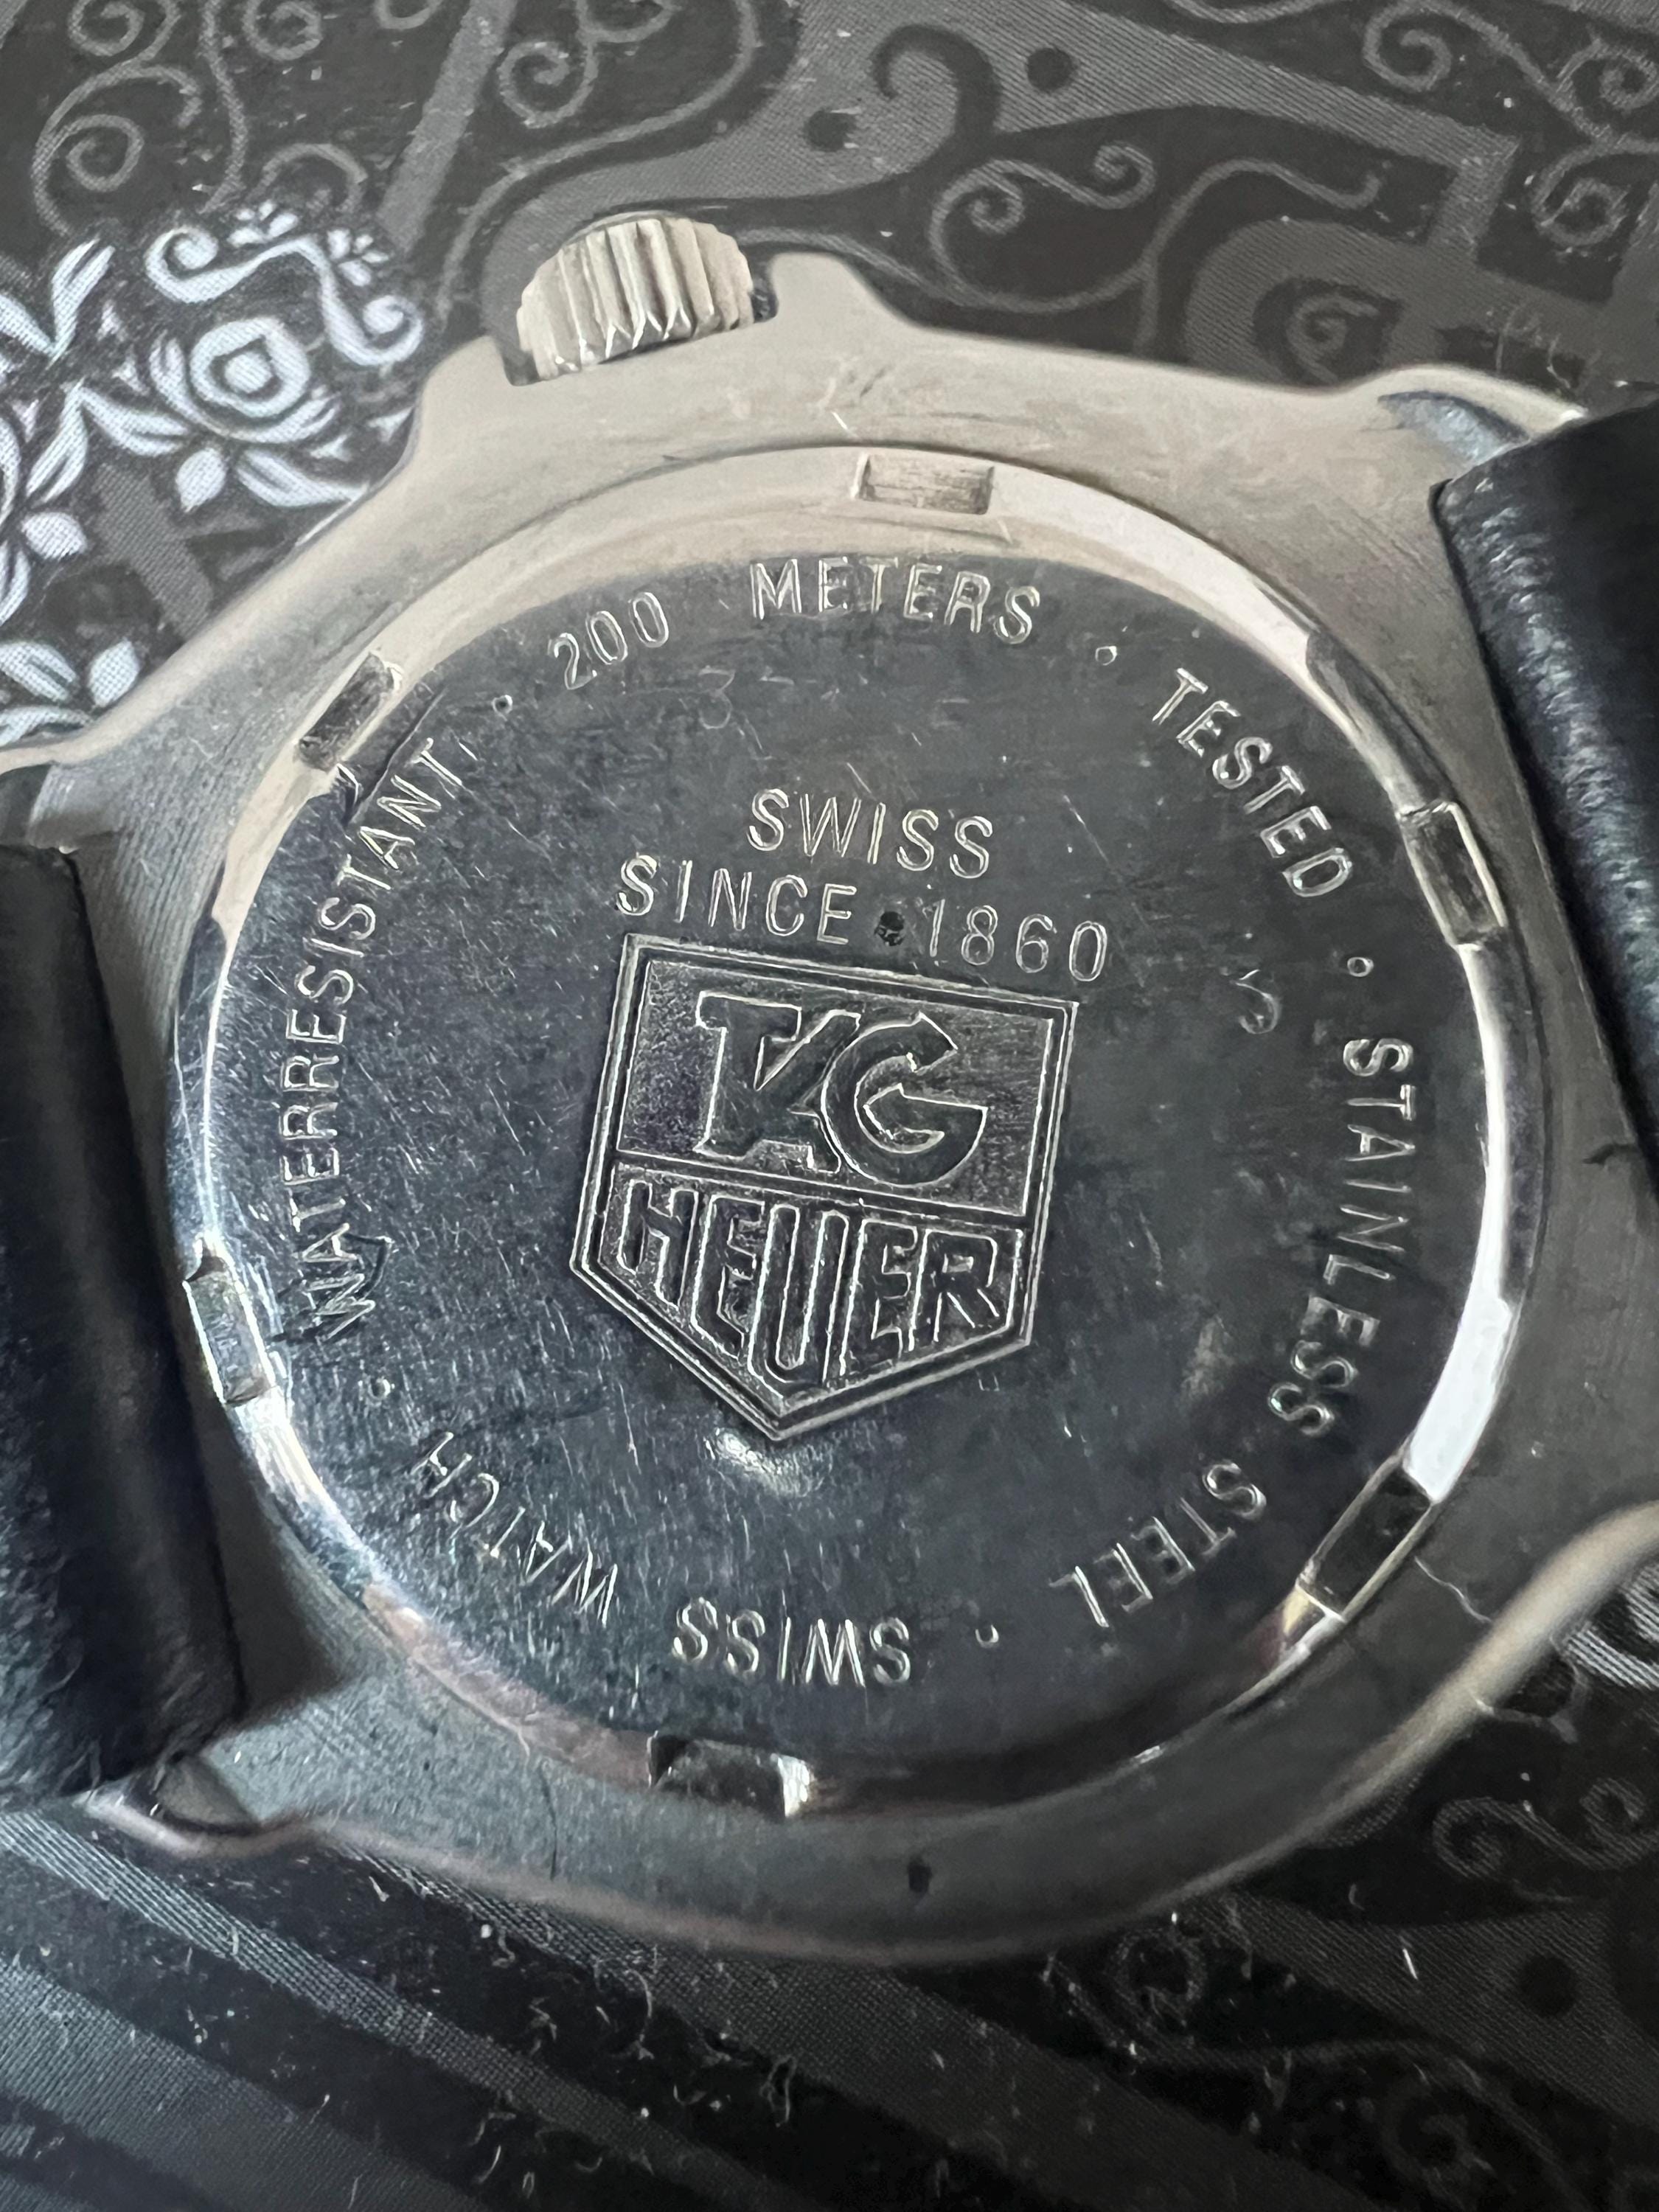 WATERRESISTANT · 200 METERS · TESTED · STAINLESS STEEL · SWISS WATCH ·
SWISS
SINCE 1860
TAG
HEUER